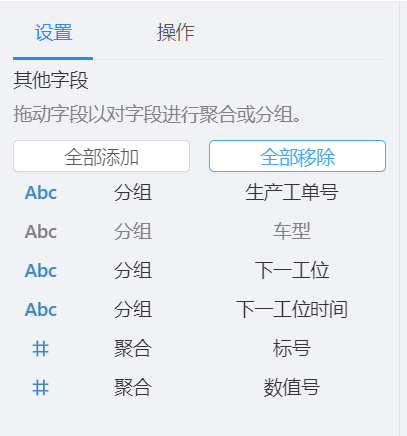 设置 操作
其他字段
拖动字段以对字段进行聚合或分组。
全部添加 全部移除
Abc 分组 生产工单号
Abc 分组 车型
Abc 分组 下一工位
Abc 分组 下一工位时间
# 聚合 标号
# 聚合 数值号